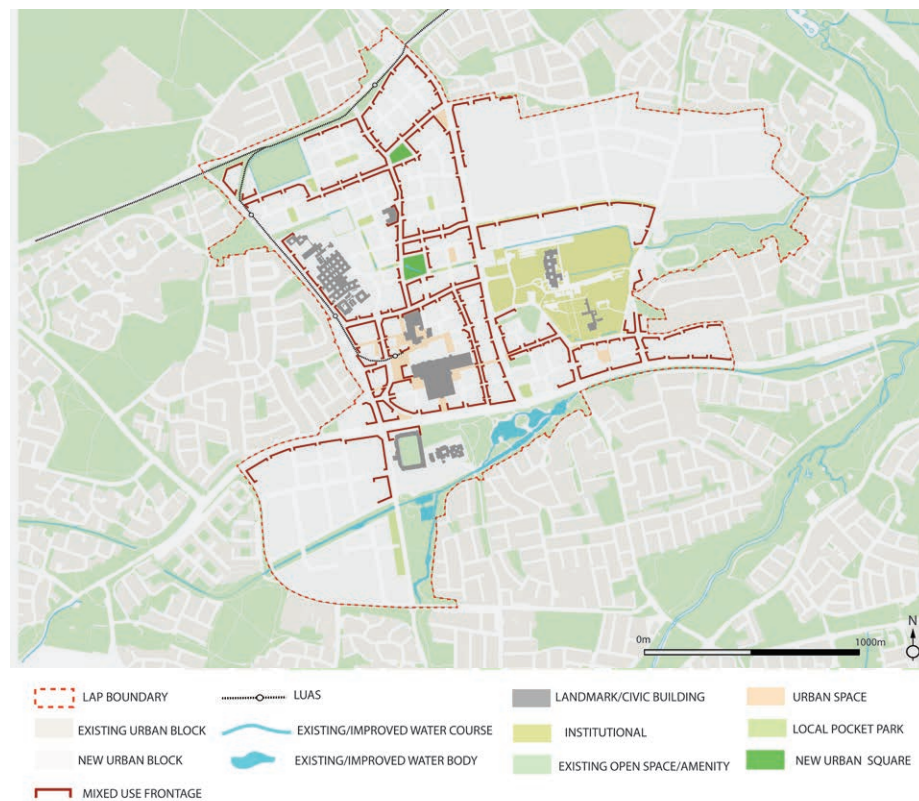 N
0m 1000m
LAP BOUNDARY
LUAS
LANDMARK/CIVIC BUILDING
URBAN SPACE
EXISTING URBAN BLOCK
EXISTING/IMPROVED WATER COURSE
INSTITUTIONAL
LOCAL POCKET PARK
NEW URBAN BLOCK
EXISTING/IMPROVED WATER BODY
EXISTING OPEN SPACE/AMENITY
NEW URBAN SQUARE
MIXED USE FRONTAGE